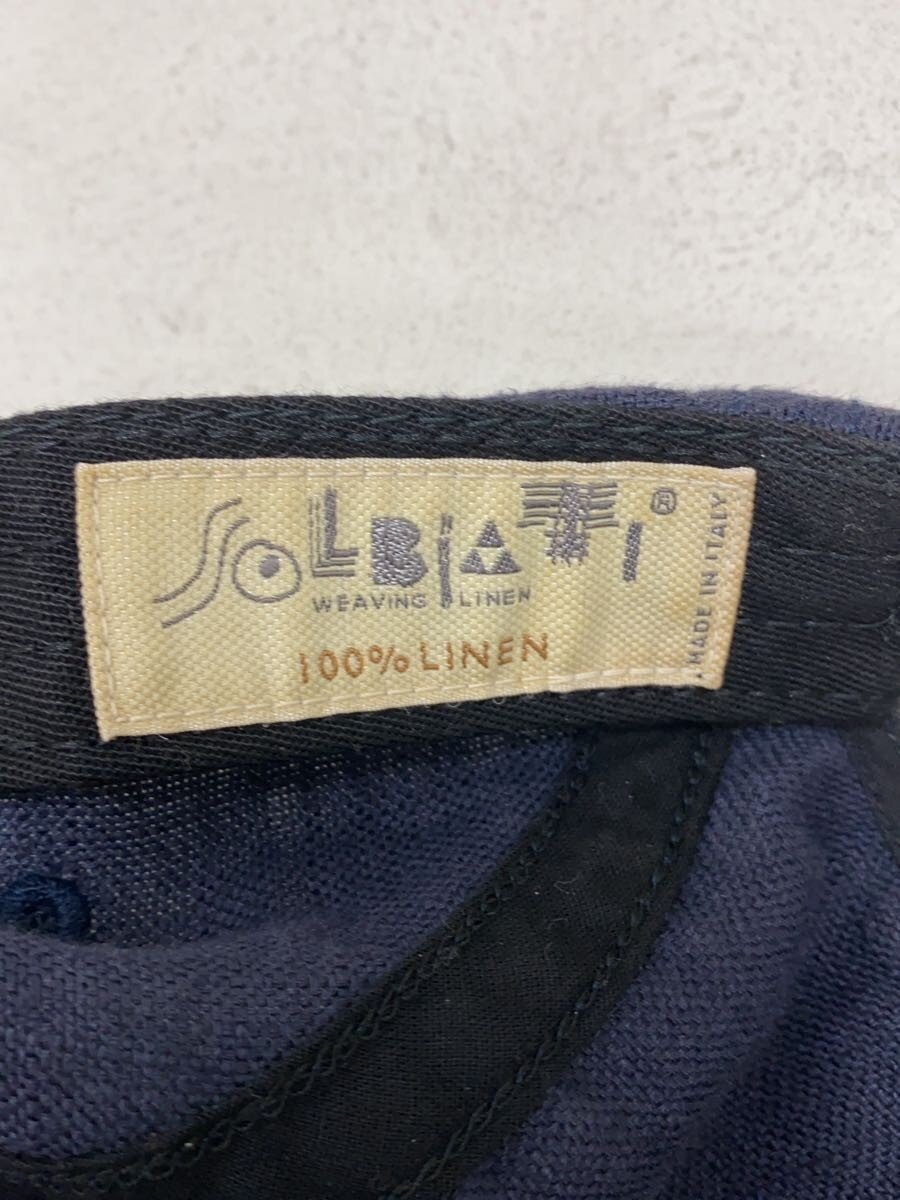 SOLBIATI®
WEAVING LINEN
100% LINEN
MADE IN ITALY